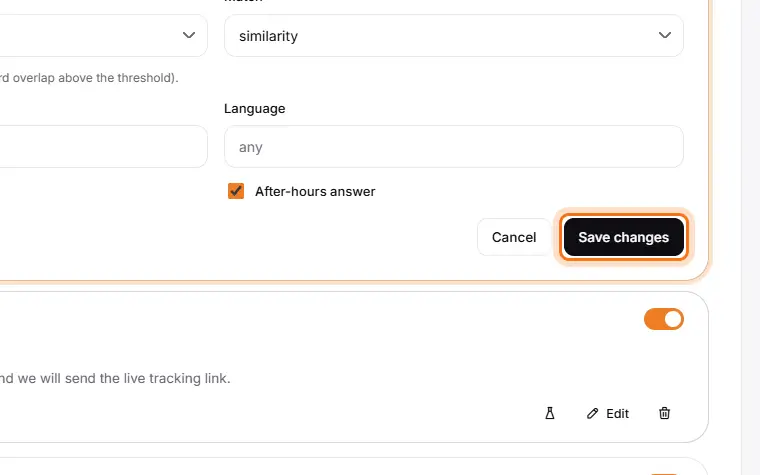 similarity
rd overlap above the threshold).
Language
any
After-hours answer
Cancel
Save changes
nd we will send the live tracking link.
Edit